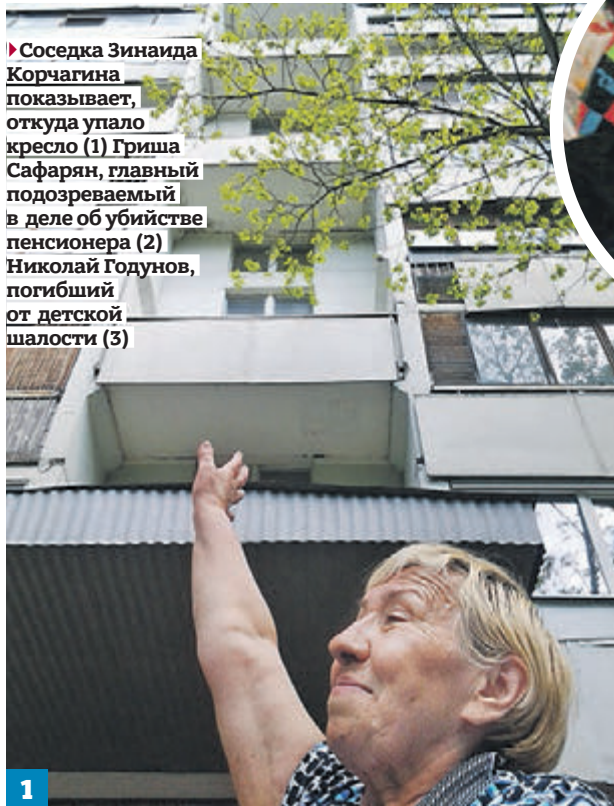 Соседка Зинаида
Корчагина
показывает,
откуда упало
кресло (1) Гриша
Сафарян, главный
подозреваемый
в деле об убийстве
пенсионера (2)
Николай Годунов,
погибший
от детской
шалости (3)
1